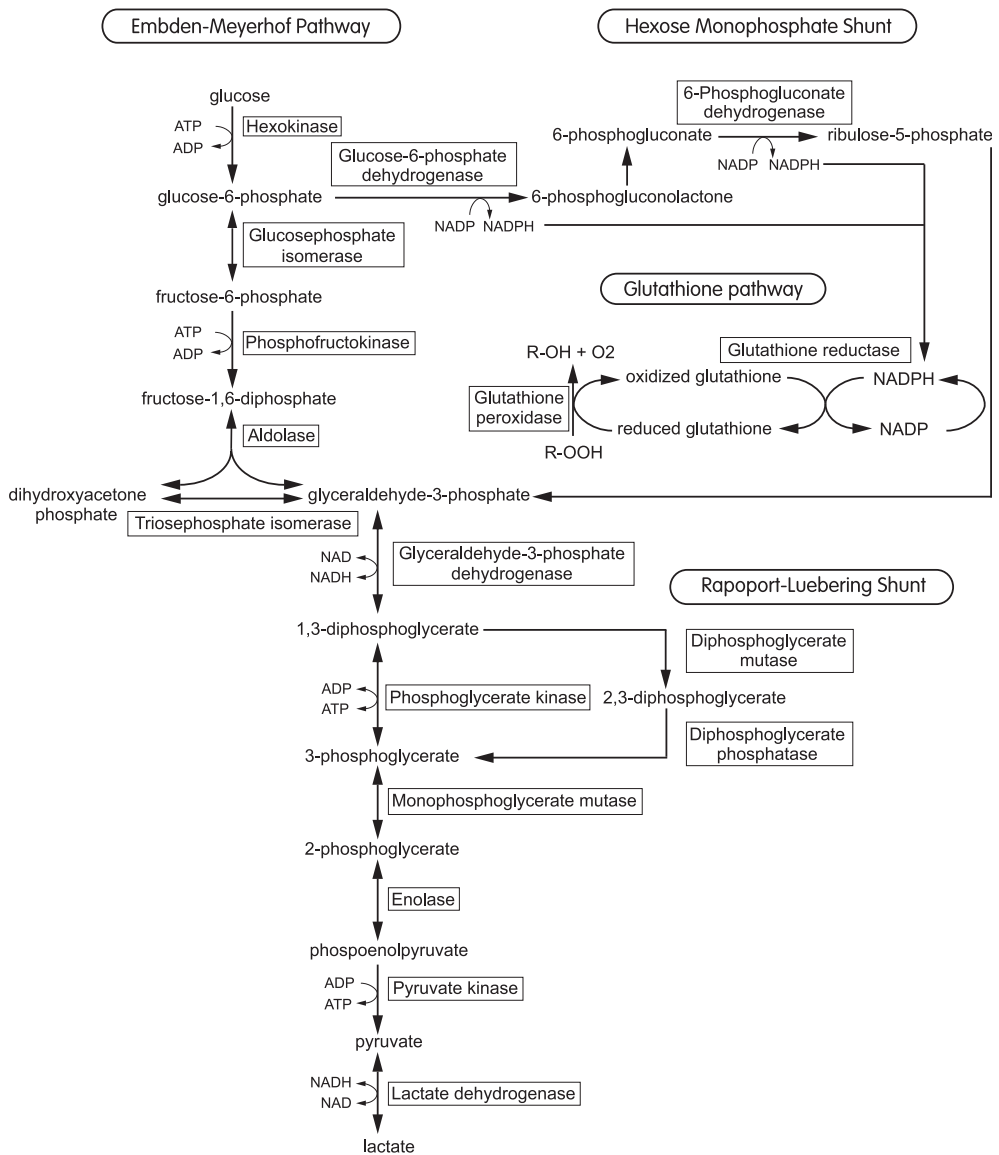 Embden-Meyerhof Pathway
Hexose Monophosphate Shunt
glucose
ATP
ADP
Hexokinase
glucose-6-phosphate
Glucose-6-phosphate
dehydrogenase
NADP NADPH
6-phosphogluconolactone
6-phosphogluconate
6-Phosphogluconate
dehydrogenase
NADP NADPH
ribulose-5-phosphate
Glucosephosphate
isomerase
fructose-6-phosphate
ATP
ADP
Phosphofructokinase
fructose-1,6-diphosphate
Aldolase
Glutathione pathway
R-OH + O2
Glutathione
peroxidase
R-OOH
oxidized glutathione
reduced glutathione
Glutathione reductase
NADPH
NADP
dihydroxyacetone
phosphate
glyceraldehyde-3-phosphate
Triosephosphate isomerase
NAD
NADH
Glyceraldehyde-3-phosphate
dehydrogenase
Rapoport-Luebering Shunt
1,3-diphosphoglycerate
Diphosphoglycerate
mutase
ADP
ATP
Phosphoglycerate kinase
2,3-diphosphoglycerate
Diphosphoglycerate
phosphatase
3-phosphoglycerate
Monophosphoglycerate mutase
2-phosphoglycerate
Enolase
phospoenolpyruvate
ADP
ATP
Pyruvate kinase
pyruvate
NADH
NAD
Lactate dehydrogenase
lactate